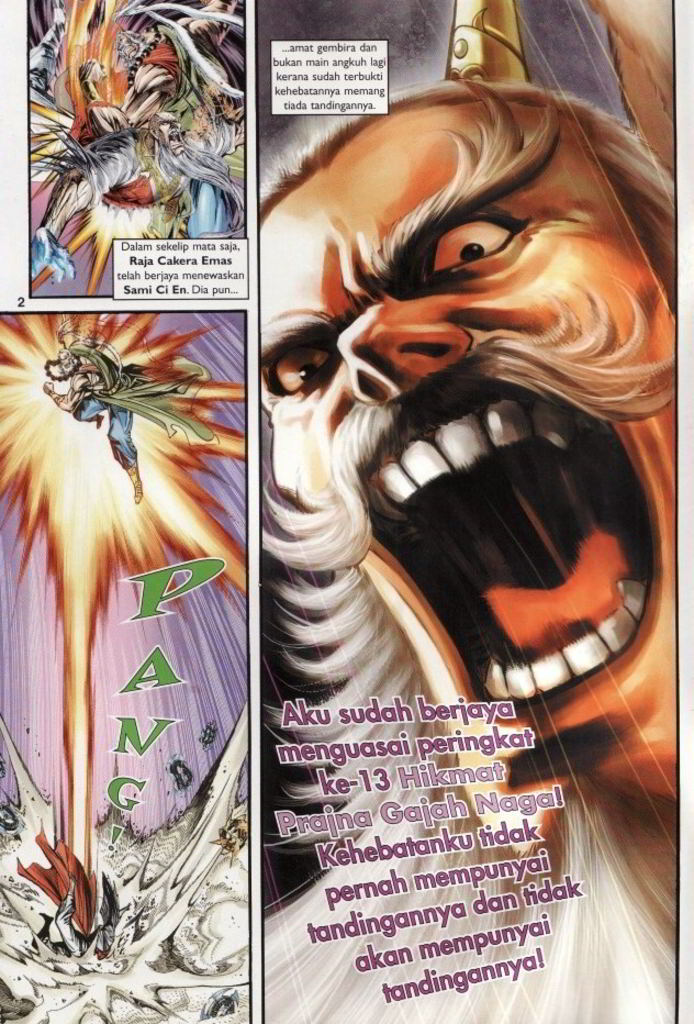 Dalam sekelip mata saja,
Raja Cakera Emas
telah berjaya menewaskan
Sami Ci En. Dia pun...
2
PANG!
...amat gembira dan
bukan main angkuh lagi
kerana sudah terbukti
kehebatannya memang
tiada tandingannya.
Aku sudah berjaya
menguasai peringkat
ke-13 Hikmat
Prajna Gajah Naga!
Kehebatanku tidak
pernah mempunyai
tandingannya dan tidak
akan mempunyai
tandingannya!